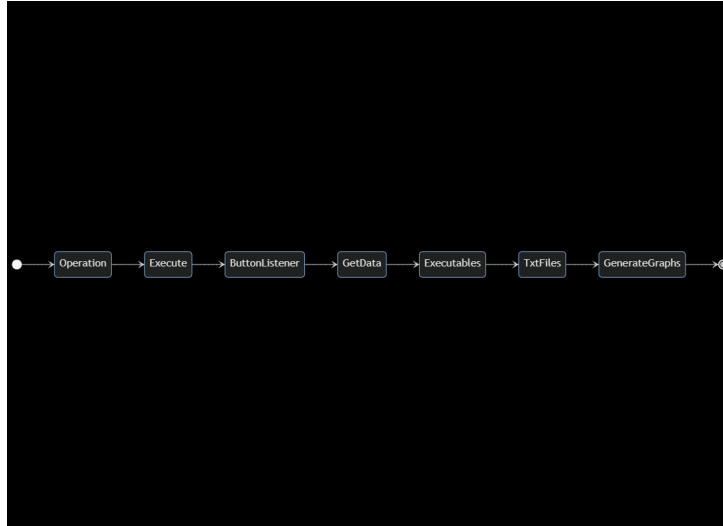 Operation
Execute
ButtonListener
GetData
Executables
TxtFiles
GenerateGraphs